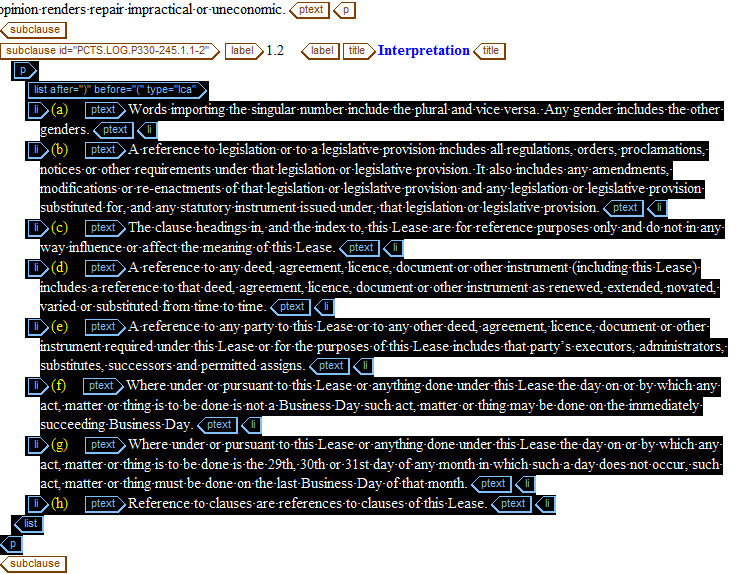 opinion renders repair impractical or uneconomic. ptext p
subclause
subclause id="PCTS.LOG.P330-245.1.1-2" label 1.2 label title Interpretation title
p
list after=")" before="(" type="lca"
li (a) ptext Words importing the singular number include the plural and vice versa. Any gender includes the other
genders. ptext li
li (b) ptext A reference to legislation or to a legislative provision includes all regulations, orders, proclamations,
notices or other requirements under that legislation or legislative provision. It also includes any amendments,
modifications or re-enactments of that legislation or legislative provision and any legislation or legislative provision
substituted for, and any statutory instrument issued under, that legislation or legislative provision. ptext li
li (c) ptext The clause headings in, and the index to, this Lease are for reference purposes only and do not in any
way influence or affect the meaning of this Lease. ptext li
li (d) ptext A reference to any deed, agreement, licence, document or other instrument (including this Lease)
includes a reference to that deed, agreement, licence, document or other instrument as renewed, extended, novated,
varied or substituted from time to time. ptext li
li (e) ptext A reference to any party to this Lease or to any other deed, agreement, licence, document or other
instrument required under this Lease or for the purposes of this Lease includes that party's executors, administrators,
substitutes, successors and permitted assigns. ptext li
li (f) ptext Where under or pursuant to this Lease or anything done under this Lease the day on or by which any
act, matter or thing is to be done is not a Business Day such act, matter or thing may be done on the immediately
succeeding Business Day. ptext li
li (g) ptext Where under or pursuant to this Lease or anything done under this Lease the day on or by which any
act, matter or thing is to be done is the 29th, 30th or 31st day of any month in which such a day does not occur, such
act, matter or thing must be done on the last Business Day of that month. ptext li
li (h) ptext Reference to clauses are references to clauses of this Lease. ptext li
list
p
subclause